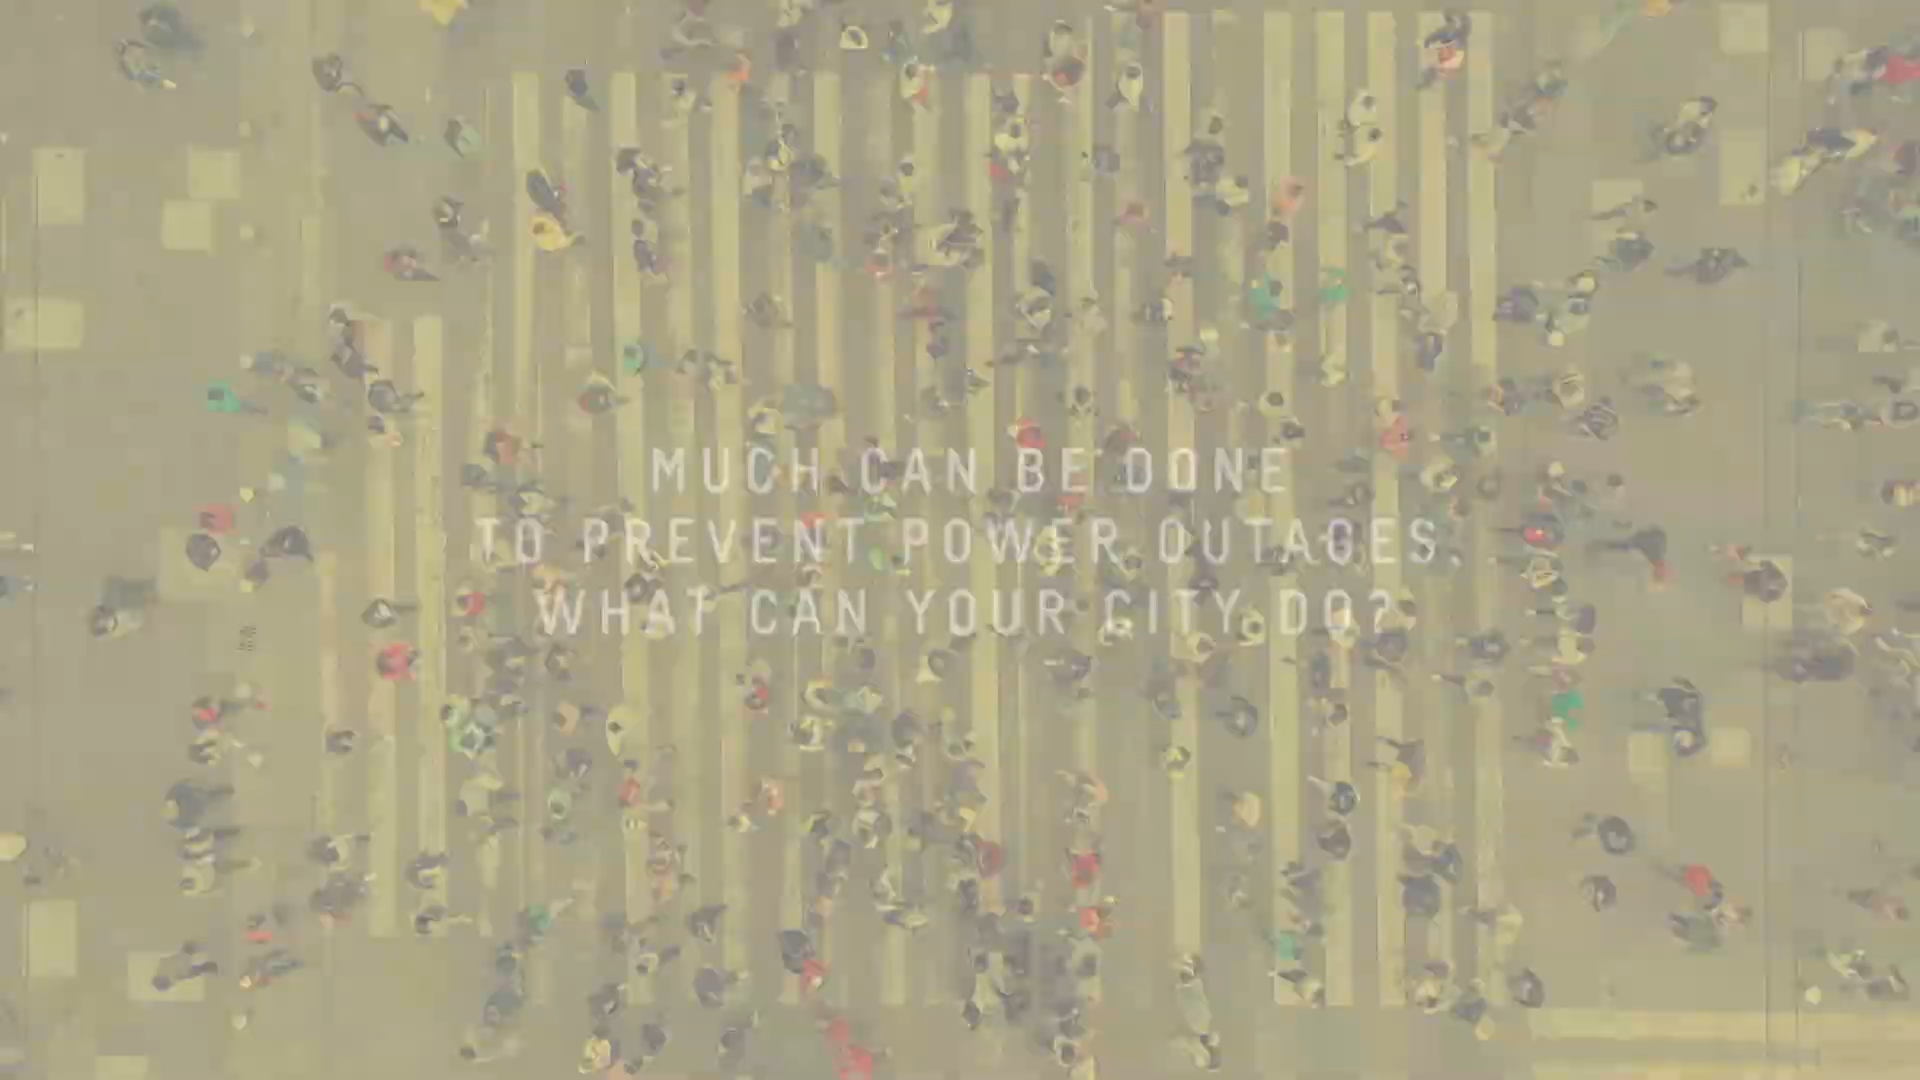 MUCH CAN BE DONE
TO PREVENT POWER OUTAGES.
WHAT CAN YOUR CITY DO?